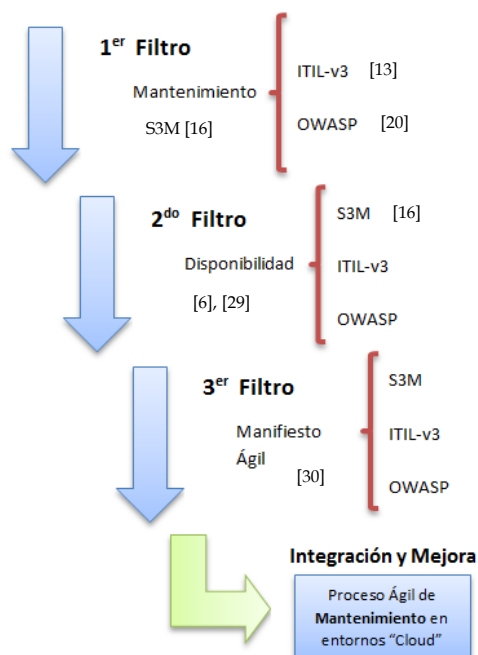 1er Filtro
Mantenimiento
S3M [16]
ITIL-v3 [13]
OWASP [20]
2do Filtro
Disponibilidad
[6], [29]
S3M [16]
ITIL-v3
OWASP
3er Filtro
Manifiesto
Ágil
[30]
S3M
ITIL-v3
OWASP
Integración y Mejora
Proceso Ágil de
Mantenimiento en
entornos “Cloud”